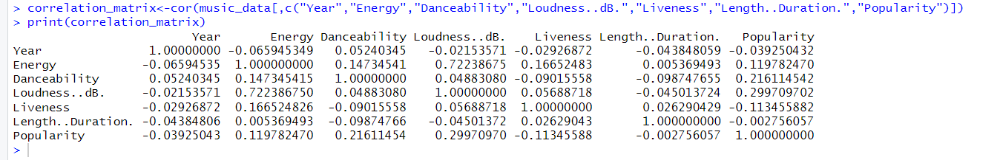 > correlation_matrix<-cor(music_data[,c("Year","Energy","Danceability","Loudness..dB.","Liveness","Length..Duration.","Popularity")])
> print(correlation_matrix)
Year Energy Danceability Loudness..dB. Liveness Length..Duration. Popularity
Year 1.00000000 -0.065945349 0.05240345 -0.02153571 -0.02926872 -0.043848059 -0.039250432
Energy -0.06594535 1.000000000 0.14734541 0.72238675 0.16652483 0.005369493 0.119782470
Danceability 0.05240345 0.147345415 1.00000000 0.04883080 -0.09015558 -0.098747655 0.216114542
Loudness..dB. -0.02153571 0.722386750 0.04883080 1.00000000 0.05688718 -0.045013724 0.299709702
Liveness -0.02926872 0.166524826 -0.09015558 0.05688718 1.00000000 0.026290429 -0.113455882
Length..Duration. -0.04384806 0.005369493 -0.09874766 -0.04501372 0.02629043 1.000000000 -0.002756057
Popularity -0.03925043 0.119782470 0.21611454 0.29970970 -0.11345588 -0.002756057 1.000000000
>